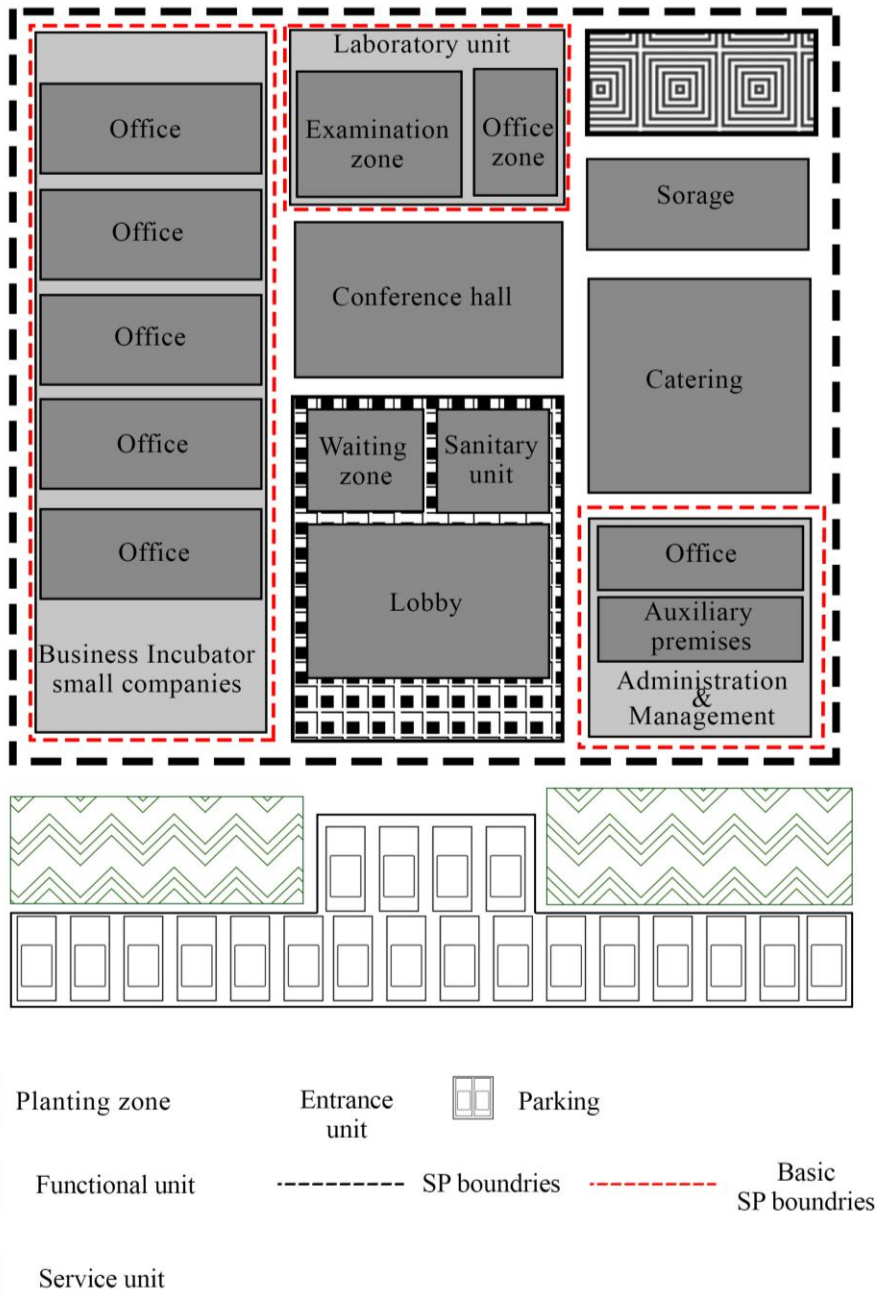 Laboratory unit
Examination
zone
Office
zone
Office
Office
Office
Office
Office
Business Incubator
small companies
Conference hall
Waiting
zone
Sanitary
unit
Lobby
Sorage
Catering
Office
Auxiliary
premises
Administration
&
Management
Planting zone
Entrance
unit
Parking
Functional unit
SP boundries
Basic
SP boundries
Service unit